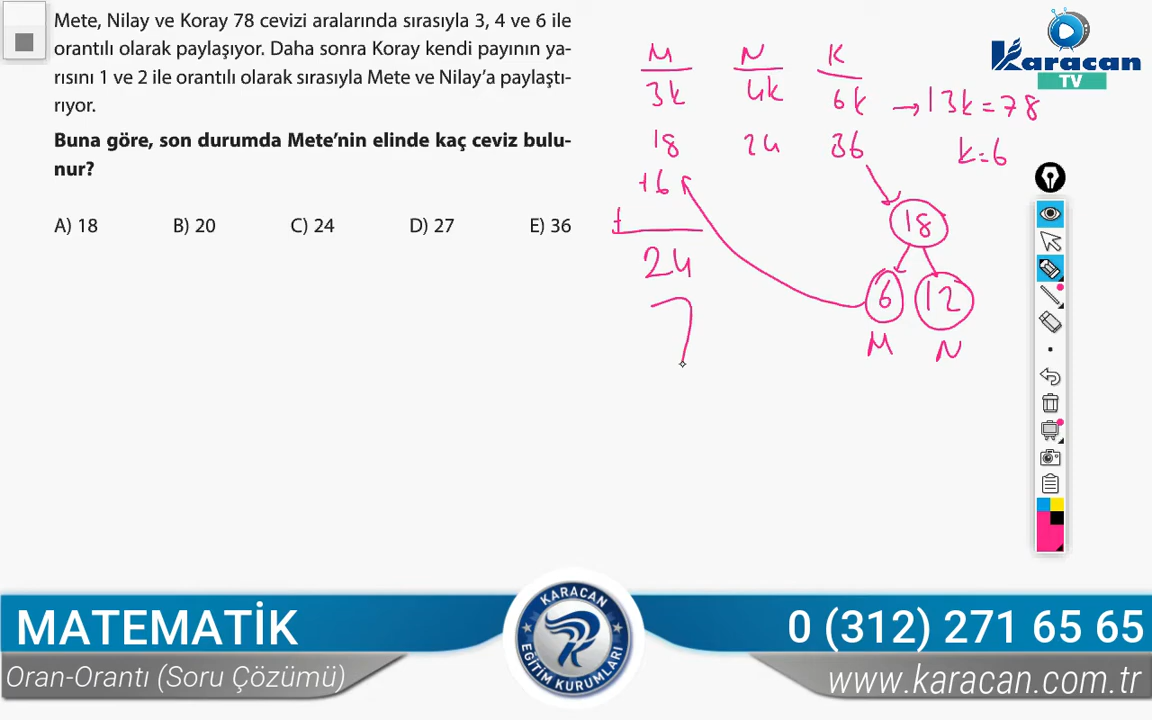 Mete, Nilay ve Koray 78 cevizi aralarında sırasıyla 3, 4 ve 6 ile
orantılı olarak paylaşıyor. Daha sonra Koray kendi payının ya-
rısını 1 ve 2 ile orantılı olarak sırasıyla Mete ve Nilay’a paylaştı-
rıyor.
Buna göre, son durumda Mete’nin elinde kaç ceviz bulu-
nur?
A) 18 B) 20 C) 24 D) 27 E) 36
M N K
3k 4k 6k → 13k = 78
18 24 36 k = 6
+6
18
+
24
6 12
M N
Karacan
TV
KARACAN
EĞİTİM KURUMLARI
MATEMATİK
Oran-Orantı (Soru Çözümü)
0 (312) 271 65 65
www.karacan.com.tr